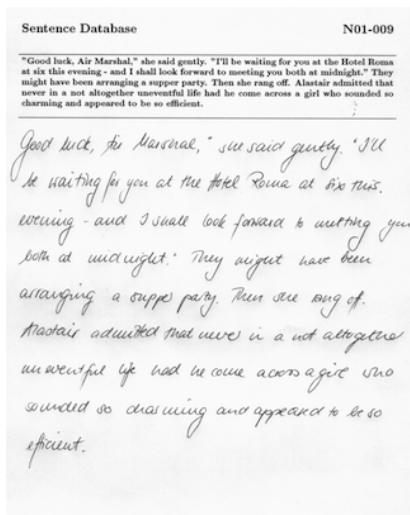 Sentence Database N01-009
"Good luck, Air Marshal," she said gently. "I'll be waiting for you at the Hotel Roma
at six this evening - and I shall look forward to meeting you both at midnight." They
might have been arranging a supper party. Then she rang off. Alastair admitted that
never in a not altogether uneventful life had he come across a girl who sounded so
charming and appeared to be so efficient.
Good luck, Air Marshal," she said gently. "I'll
be waiting for you at the Hotel Roma at six this.
evening - and I shall look forward to meeting you
both at midnight." They might have been
arranging a supper party. Then she rang off.
Alastair admitted that never in a not altogether
uneventful life had he come across a girl who
sounded so charming and appeared to be so
efficient.